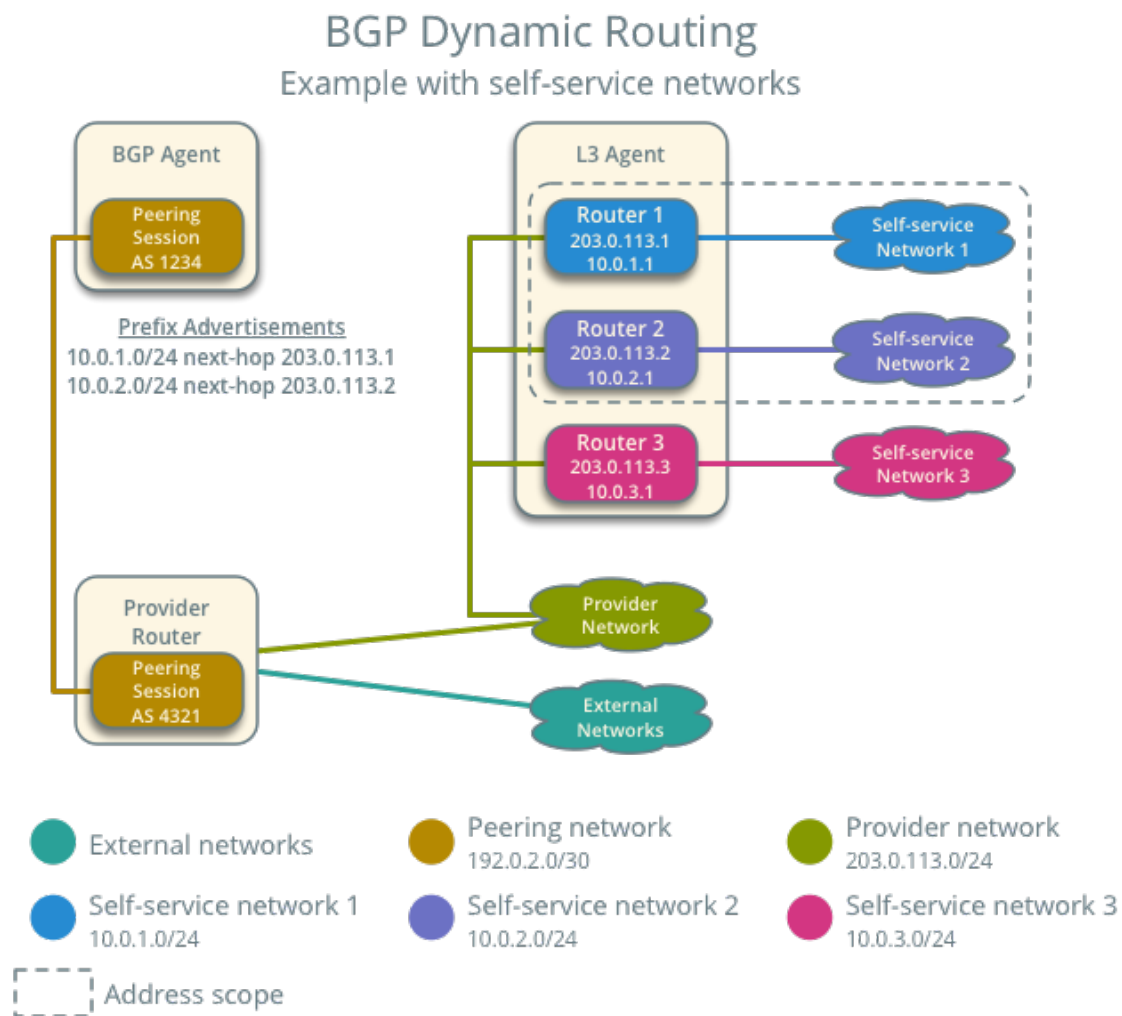 BGP Dynamic Routing
Example with self-service networks
BGP Agent
Peering
Session
AS 1234
Prefix Advertisements
10.0.1.0/24 next-hop 203.0.113.1
10.0.2.0/24 next-hop 203.0.113.2
L3 Agent
Router 1
203.0.113.1
10.0.1.1
Self-service
Network 1
Router 2
203.0.113.2
10.0.2.1
Self-service
Network 2
Router 3
203.0.113.3
10.0.3.1
Self-service
Network 3
Provider
Router
Peering
Session
AS 4321
Provider
Network
External
Networks
External networks
Peering network
192.0.2.0/30
Provider network
203.0.113.0/24
Self-service network 1
10.0.1.0/24
Self-service network 2
10.0.2.0/24
Self-service network 3
10.0.3.0/24
Address scope